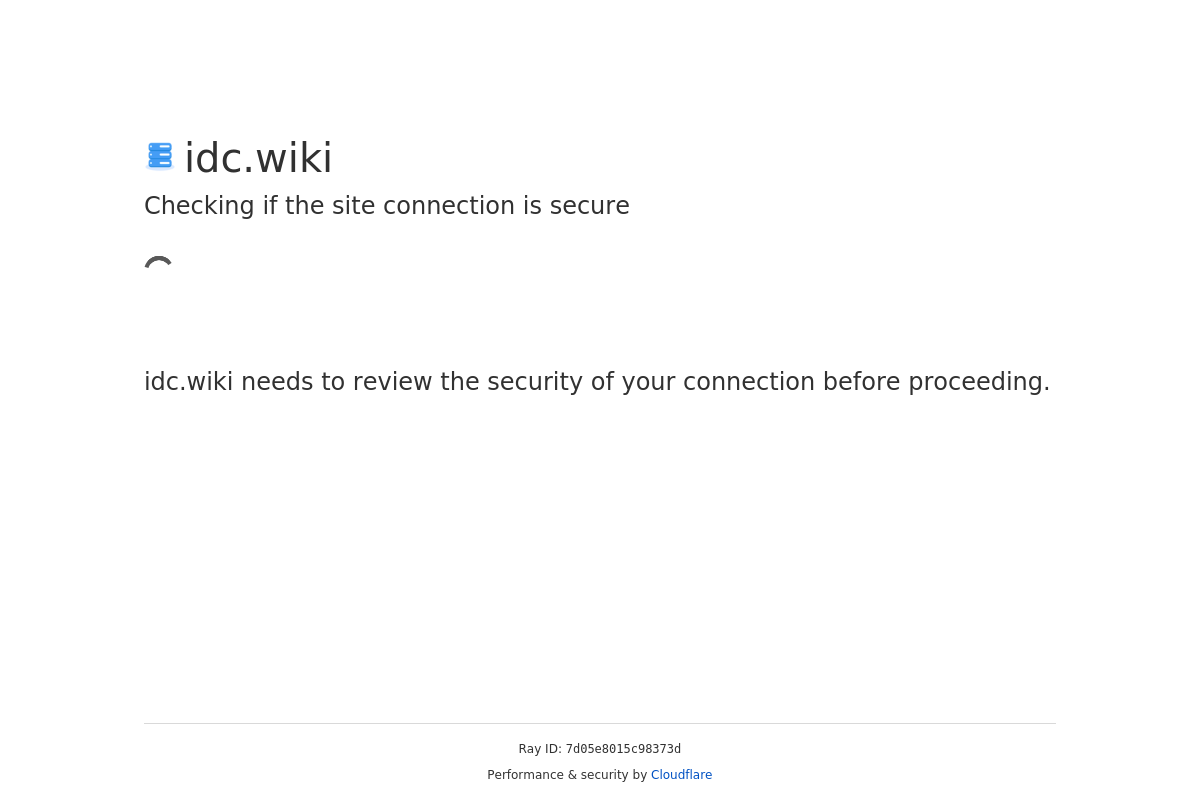 idc.wiki
Checking if the site connection is secure
idc.wiki needs to review the security of your connection before proceeding.
Ray ID: 7d05e8015c98373d
Performance & security by Cloudflare